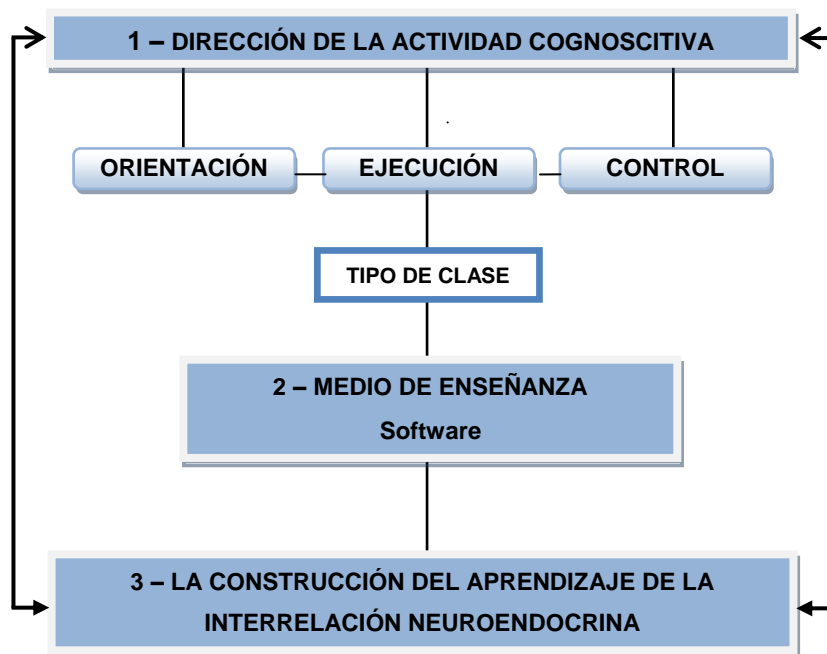 1 – DIRECCIÓN DE LA ACTIVIDAD COGNOSCITIVA
ORIENTACIÓN
EJECUCIÓN
CONTROL
TIPO DE CLASE
2 – MEDIO DE ENSEÑANZA
Software
3 – LA CONSTRUCCIÓN DEL APRENDIZAJE DE LA
INTERRELACIÓN NEUROENDOCRINA